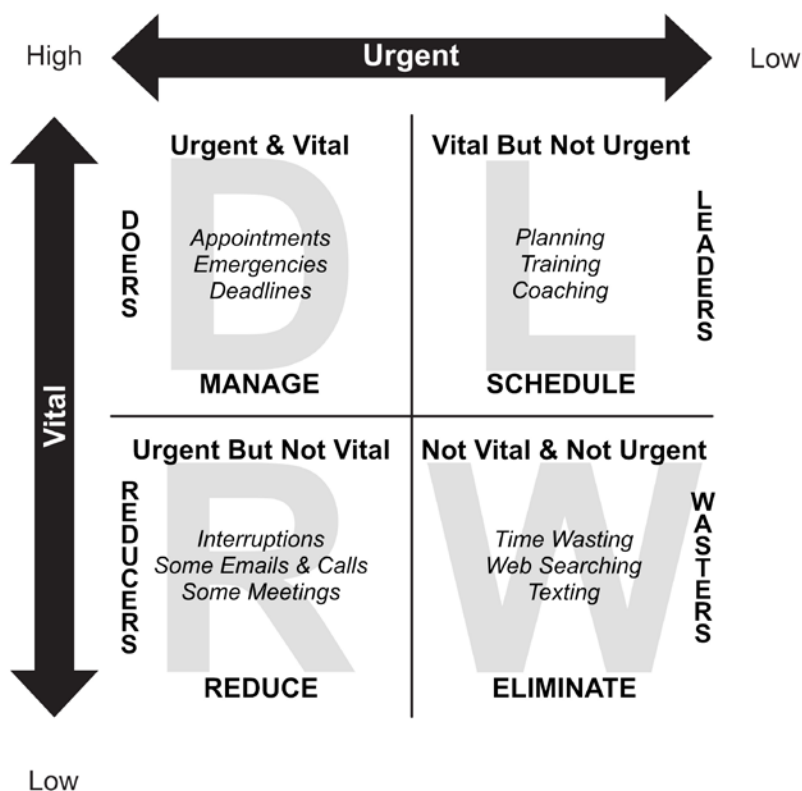 High
Urgent
Low
Vital
Low
Urgent & Vital
D
DOERS
Appointments
Emergencies
Deadlines
MANAGE
Vital But Not Urgent
L
LEADERS
Planning
Training
Coaching
SCHEDULE
Urgent But Not Vital
R
REDUCERS
Interruptions
Some Emails & Calls
Some Meetings
REDUCE
Not Vital & Not Urgent
W
WASTERS
Time Wasting
Web Searching
Texting
ELIMINATE